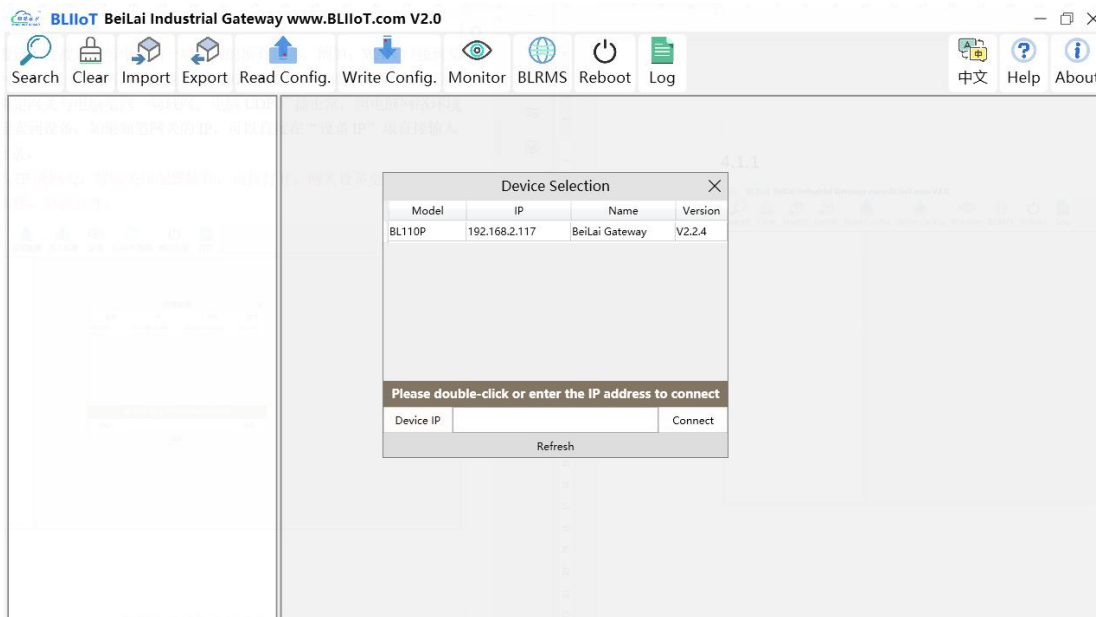 BLIIoT BeiLai Industrial Gateway www.BLIIoT.com V2.0
Search Clear Import Export Read Config. Write Config. Monitor BLRMS Reboot Log 中文 Help About
4.1.1
Device Selection
Model IP Name Version
BL110P 192.168.2.117 BeiLai Gateway V2.2.4
Please double-click or enter the IP address to connect
Device IP Connect
Refresh